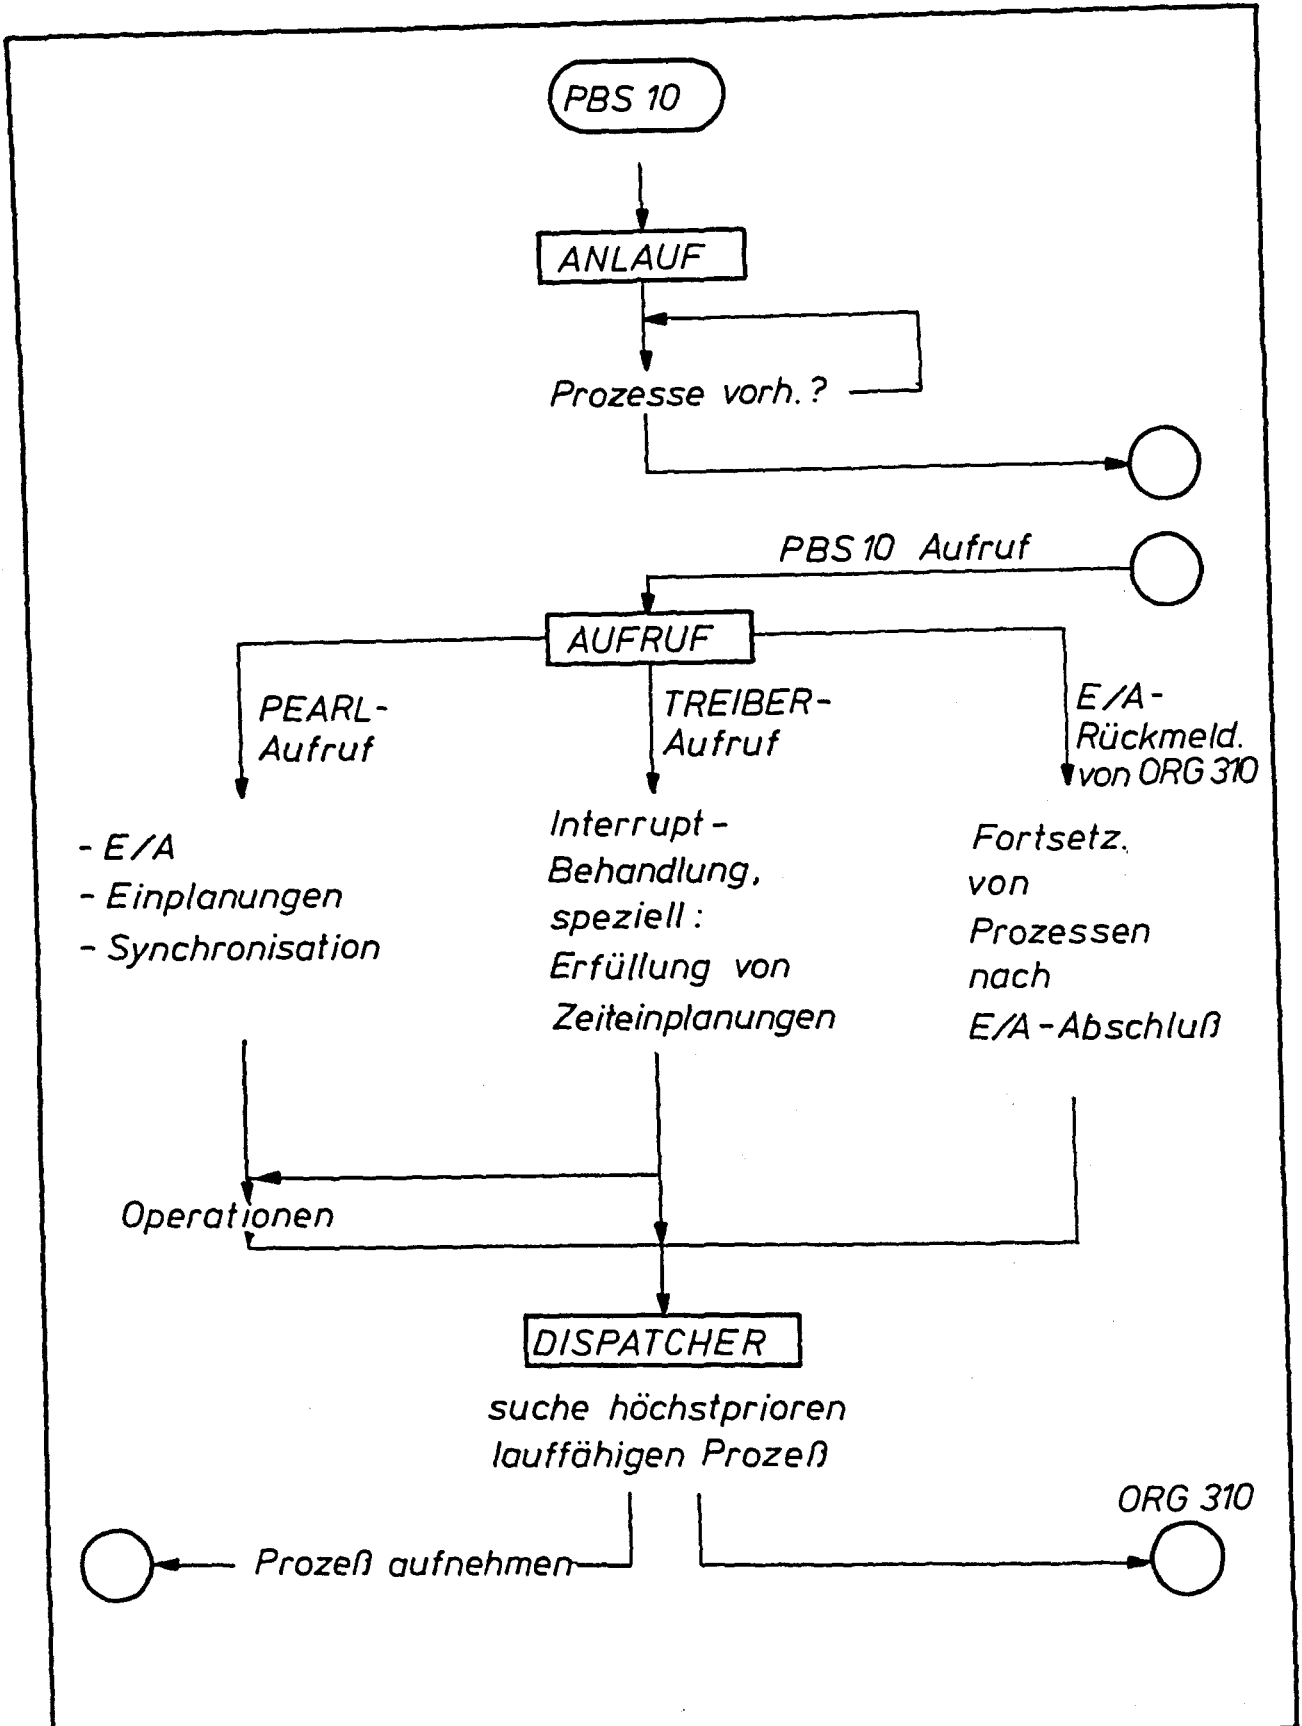 PBS 10
ANLAUF
Prozesse vorh. ?
PBS 10 Aufruf
AUFRUF
PEARL-
Aufruf
TREIBER-
Aufruf
E/A-
Rückmeld.
von ORG 310
- E/A
- Einplanungen
- Synchronisation
Interrupt-
Behandlung,
speziell:
Erfüllung von
Zeiteinplanungen
Fortsetz.
von
Prozessen
nach
E/A-Abschluß
Operationen
DISPATCHER
suche höchstprioren
lauffähigen Prozeß
ORG 310
Prozeß aufnehmen